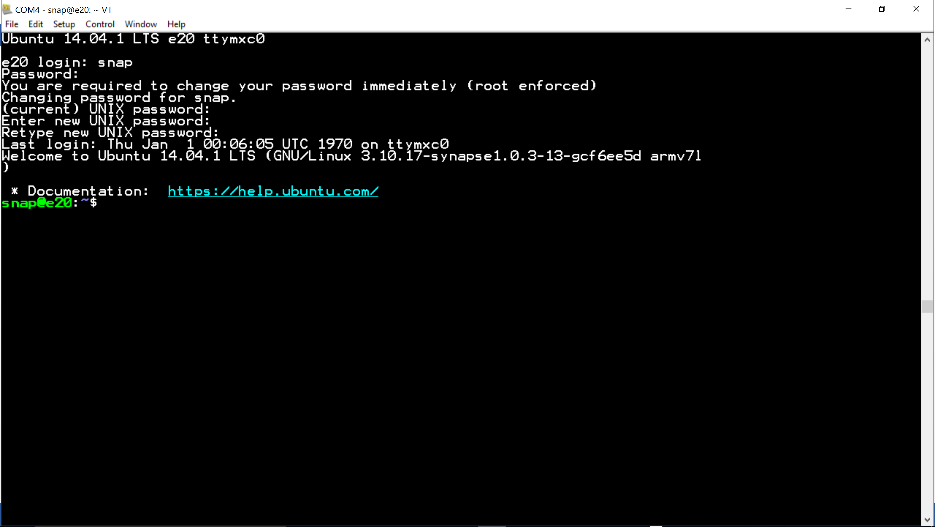 COM4 - snap@e20: ~ VT
File Edit Setup Control Window Help
Ubuntu 14.04.1 LTS e20 ttymxc0
e20 login: snap
Password:
You are required to change your password immediately (root enforced)
Changing password for snap.
(current) UNIX password:
Enter new UNIX password:
Retype new UNIX password:
Last login: Thu Jan  1 00:06:05 UTC 1970 on ttymxc0
Welcome to Ubuntu 14.04.1 LTS (GNU/Linux 3.10.17-synapse1.0.3-13-gcf6ee5d armv7l
)
 * Documentation:  https://help.ubuntu.com/
snap@e20:~$